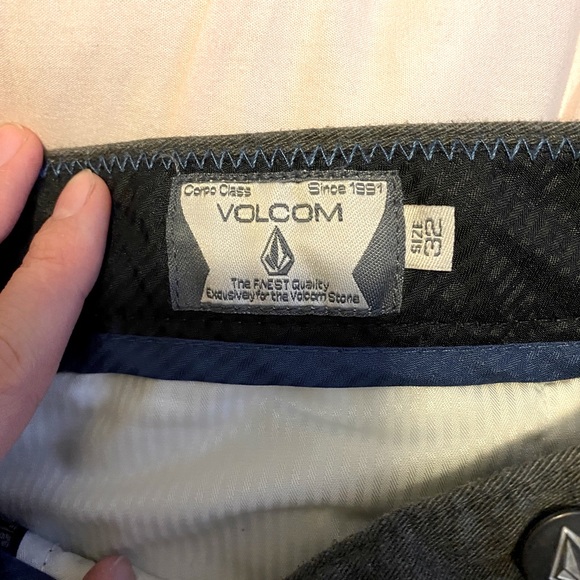 Corpo Class Since 1991
VOLCOM
The FINEST Quality
Exclusively for the Volcom Stone
SIZE
32